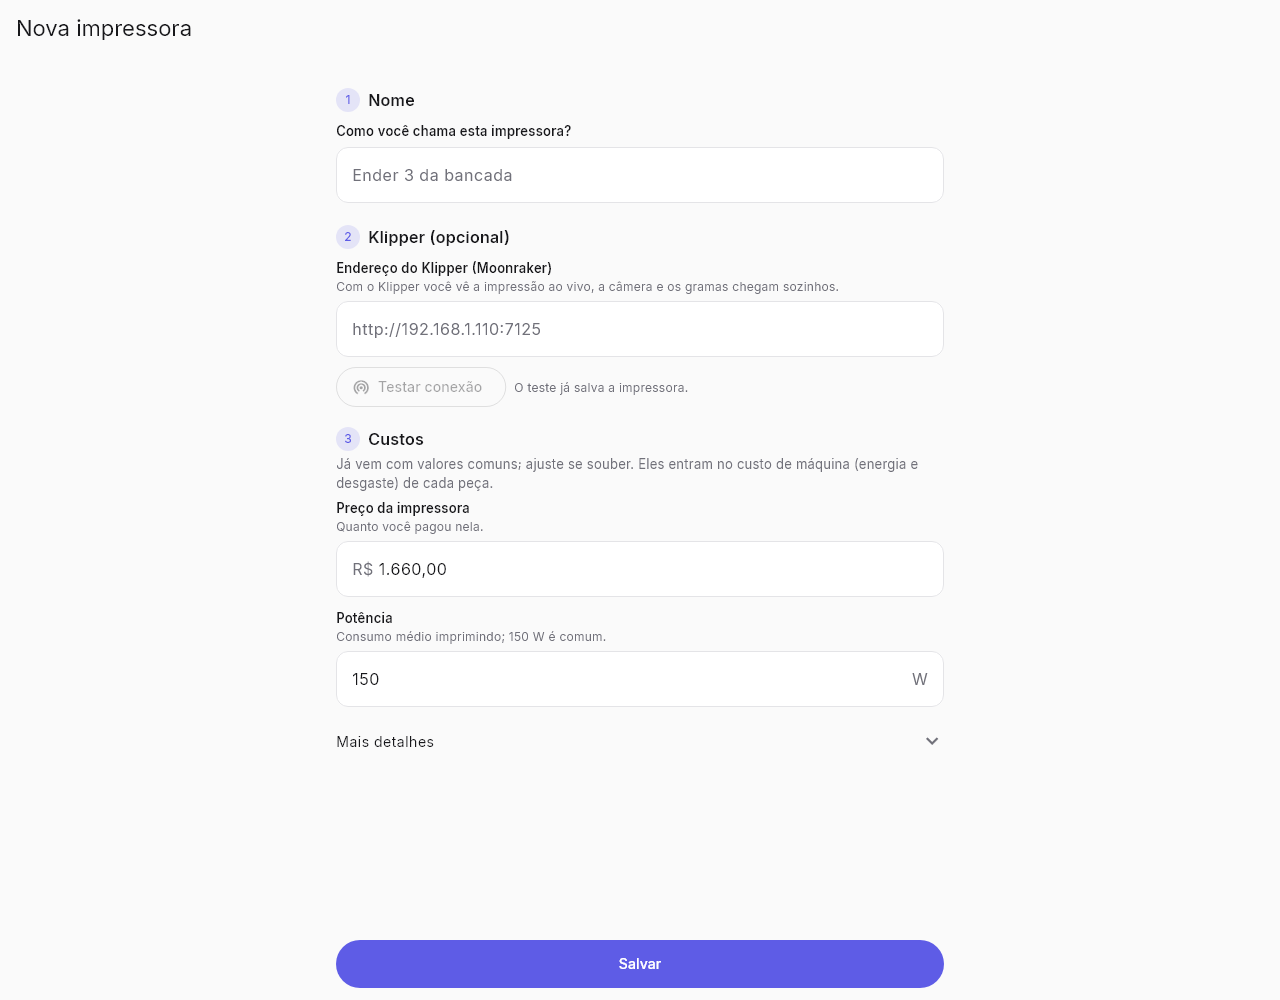 Nova impressora
1 Nome
Como você chama esta impressora?
Ender 3 da bancada
2 Klipper (opcional)
Endereço do Klipper (Moonraker)
Com o Klipper você vê a impressão ao vivo, a câmera e os gramas chegam sozinhos.
http://192.168.1.110:7125
Testar conexão O teste já salva a impressora.
3 Custos
Já vem com valores comuns; ajuste se souber. Eles entram no custo de máquina (energia e
desgaste) de cada peça.
Preço da impressora
Quanto você pagou nela.
R$ 1.660,00
Potência
Consumo médio imprimindo; 150 W é comum.
150 W
Mais detalhes
Salvar